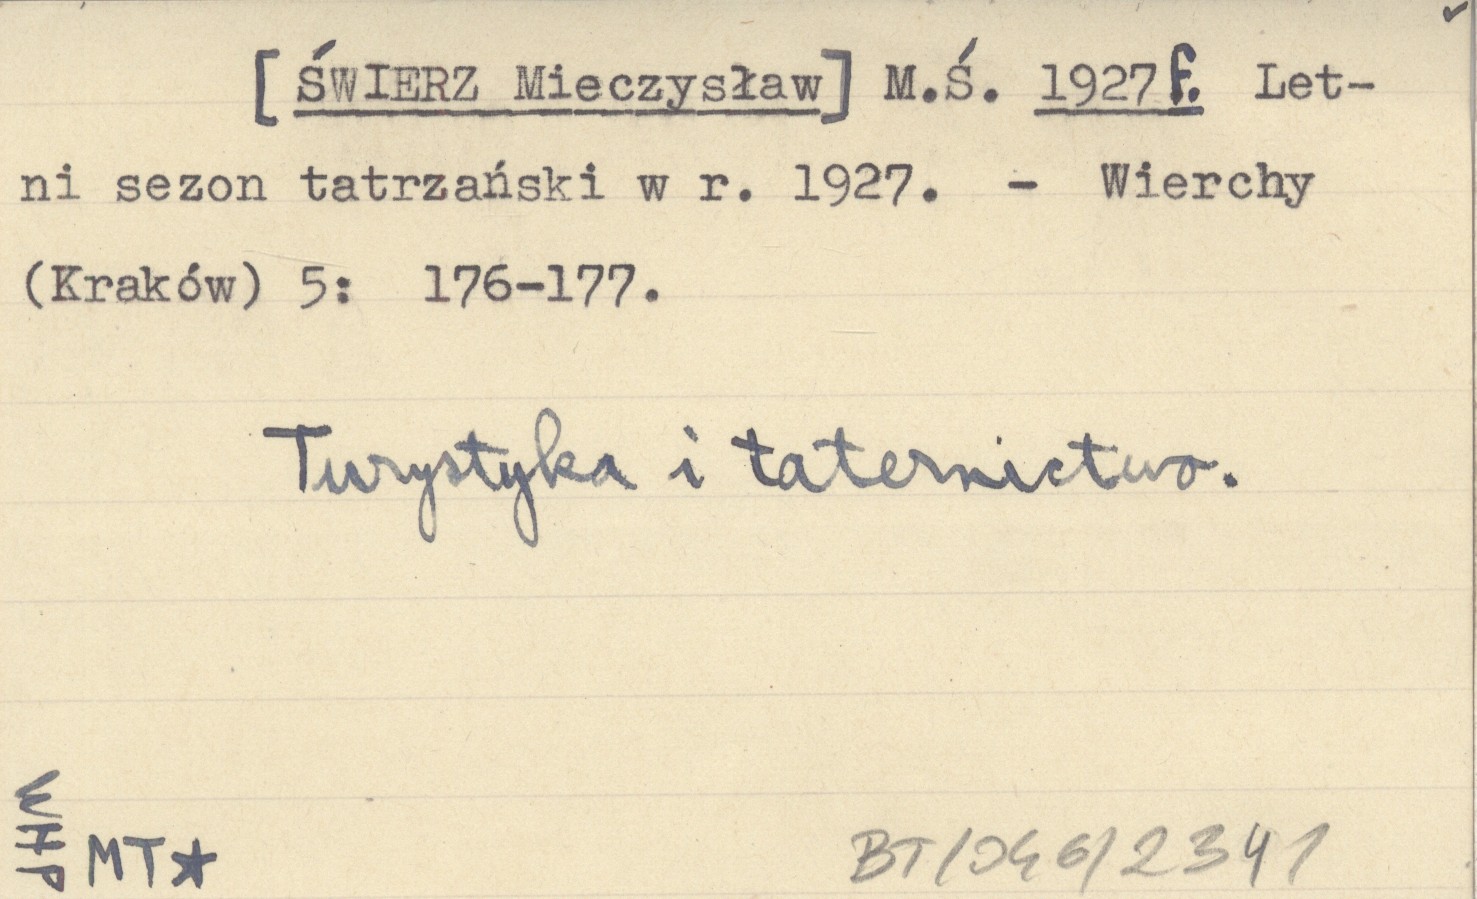 [ŚWIERZ Mieczysław] M.Ś. 1927f. Let-
ni sezon tatrzański w r. 1927. - Wierchy
(Kraków) 5: 176-177.
Turystyka i taternictwo.
WHP
MT★
BT/046/2341